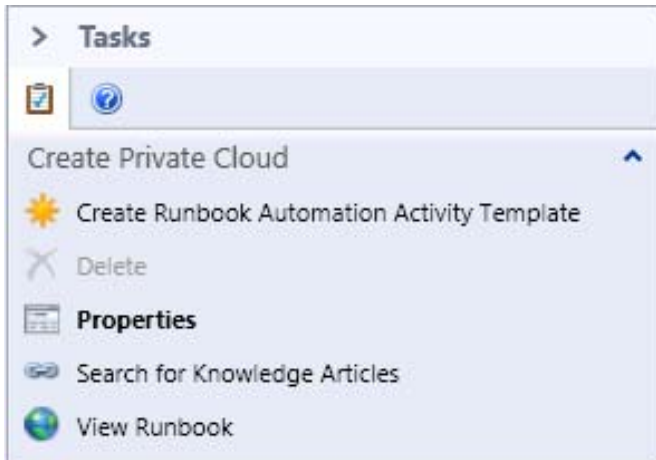 Tasks
Create Private Cloud
Create Runbook Automation Activity Template
Delete
Properties
Search for Knowledge Articles
View Runbook